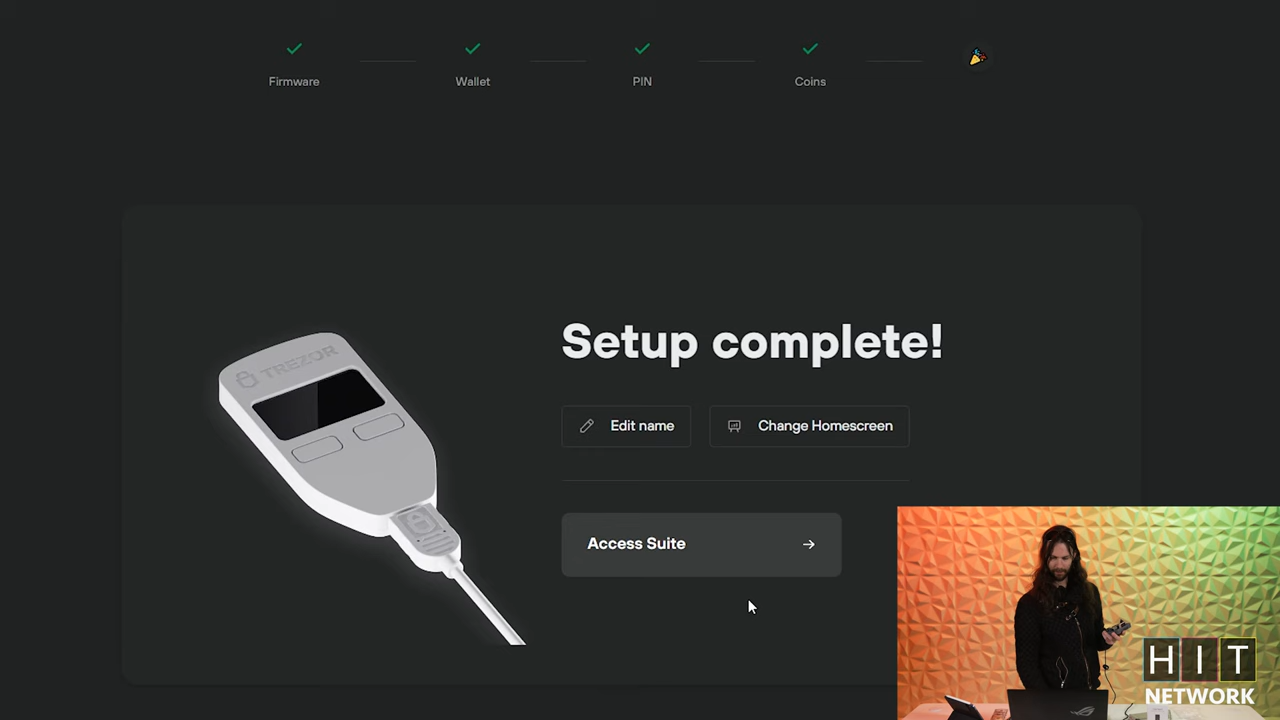 Firmware
Wallet
PIN
Coins
TREZOR
Setup complete!
Edit name
Change Homescreen
Access Suite
HIT
NETWORK